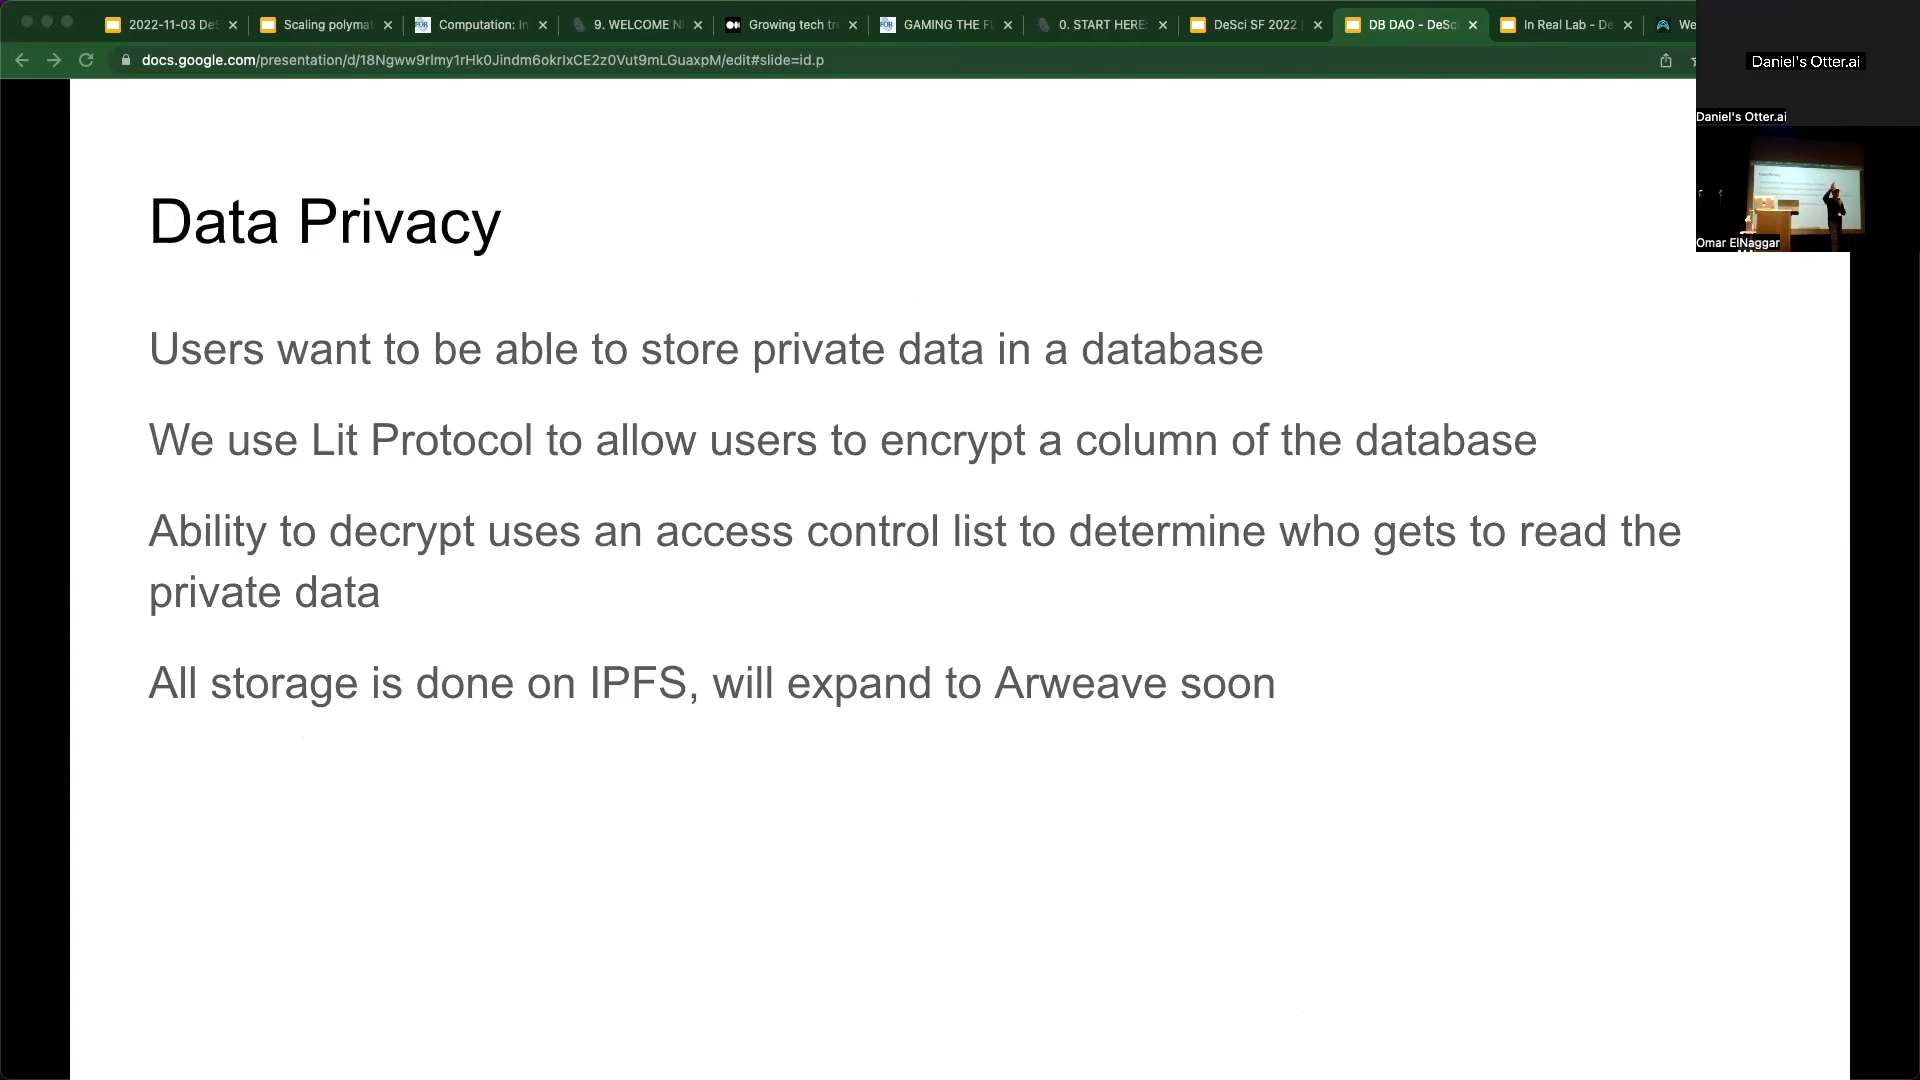 2022-11-03 DeS
Scaling polymat
Computation: In
9. WELCOME N
Growing tech tr
GAMING THE FU
0. START HERE:
DeSci SF 2022
DB DAO - DeSci
In Real Lab - De
We
docs.google.com/presentation/d/18Ngww9rImy1rHk0Jindm6okrIxCE2z0Vut9mLGuaxpM/edit#slide=id.p
Daniel's Otter.ai
Daniel's Otter.ai
Omar ElNaggar
Data Privacy
Users want to be able to store private data in a database
We use Lit Protocol to allow users to encrypt a column of the database
Ability to decrypt uses an access control list to determine who gets to read the
private data
All storage is done on IPFS, will expand to Arweave soon